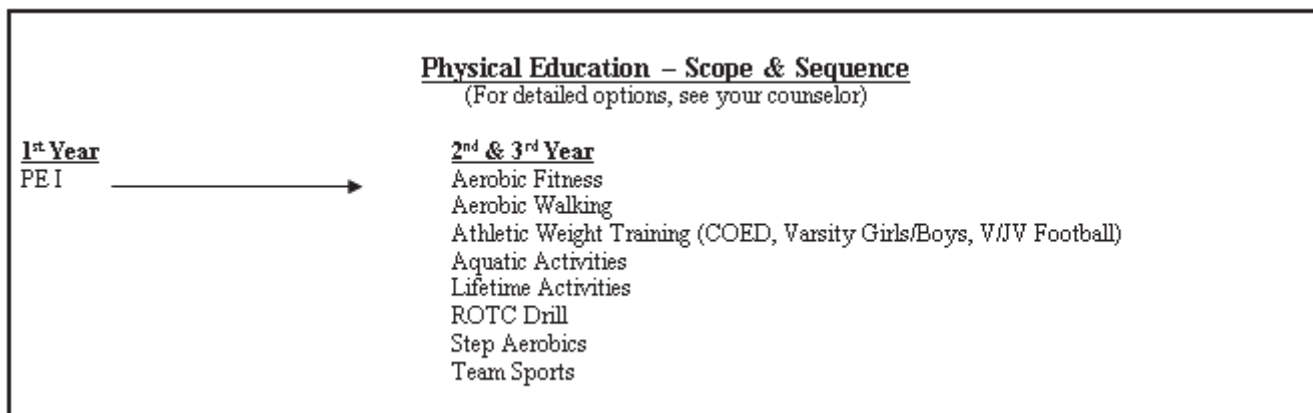 Physical Education – Scope & Sequence
(For detailed options, see your counselor)
1st Year
PE I
2nd & 3rd Year
Aerobic Fitness
Aerobic Walking
Athletic Weight Training (COED, Varsity Girls/Boys, V/JV Football)
Aquatic Activities
Lifetime Activities
ROTC Drill
Step Aerobics
Team Sports